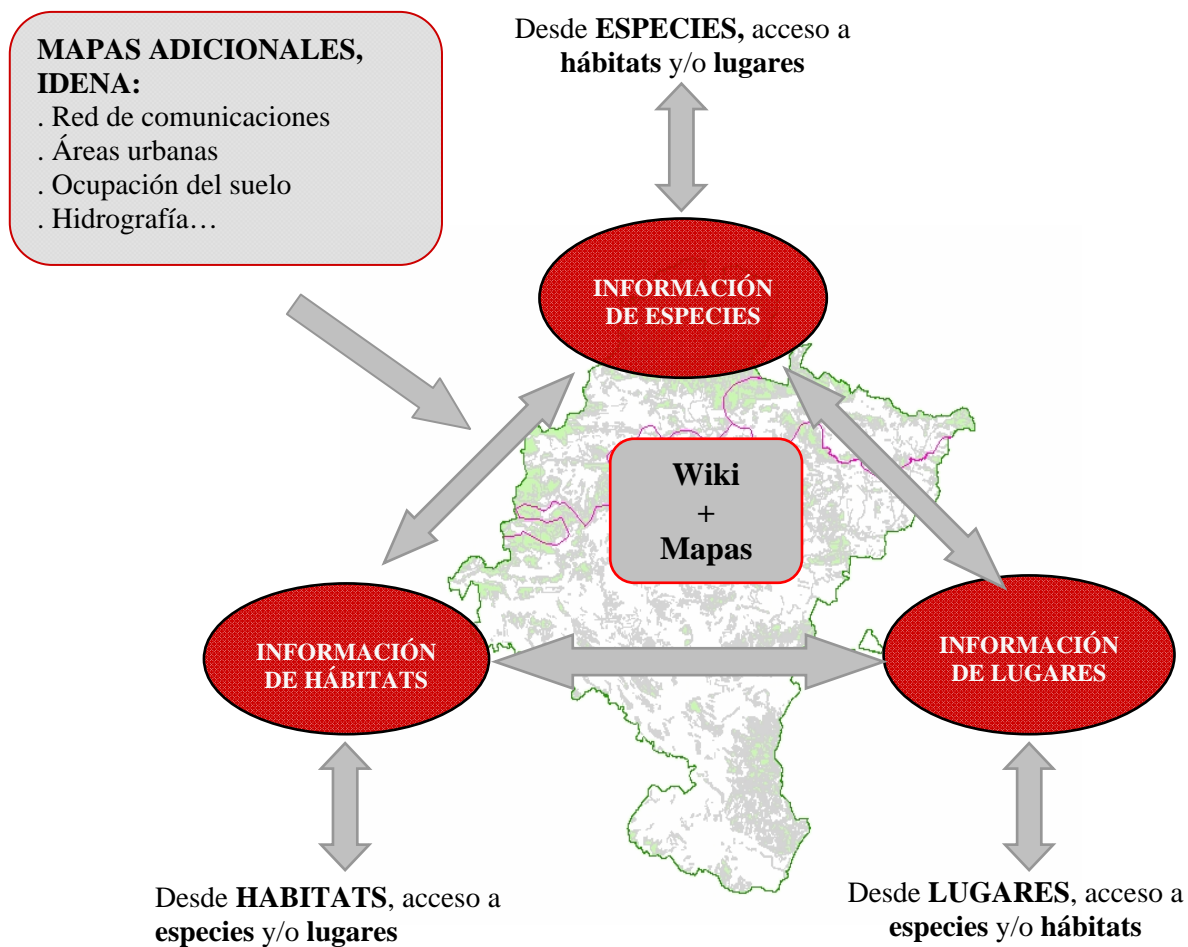 MAPAS ADICIONALES,
IDENA:
. Red de comunicaciones
. Áreas urbanas
. Ocupación del suelo
. Hidrografía…
Desde ESPECIES, acceso a
hábitats y/o lugares
INFORMACIÓN
DE ESPECIES
Wiki
+
Mapas
INFORMACIÓN
DE HÁBITATS
INFORMACIÓN
DE LUGARES
Desde HABITATS, acceso a
especies y/o lugares
Desde LUGARES, acceso a
especies y/o hábitats